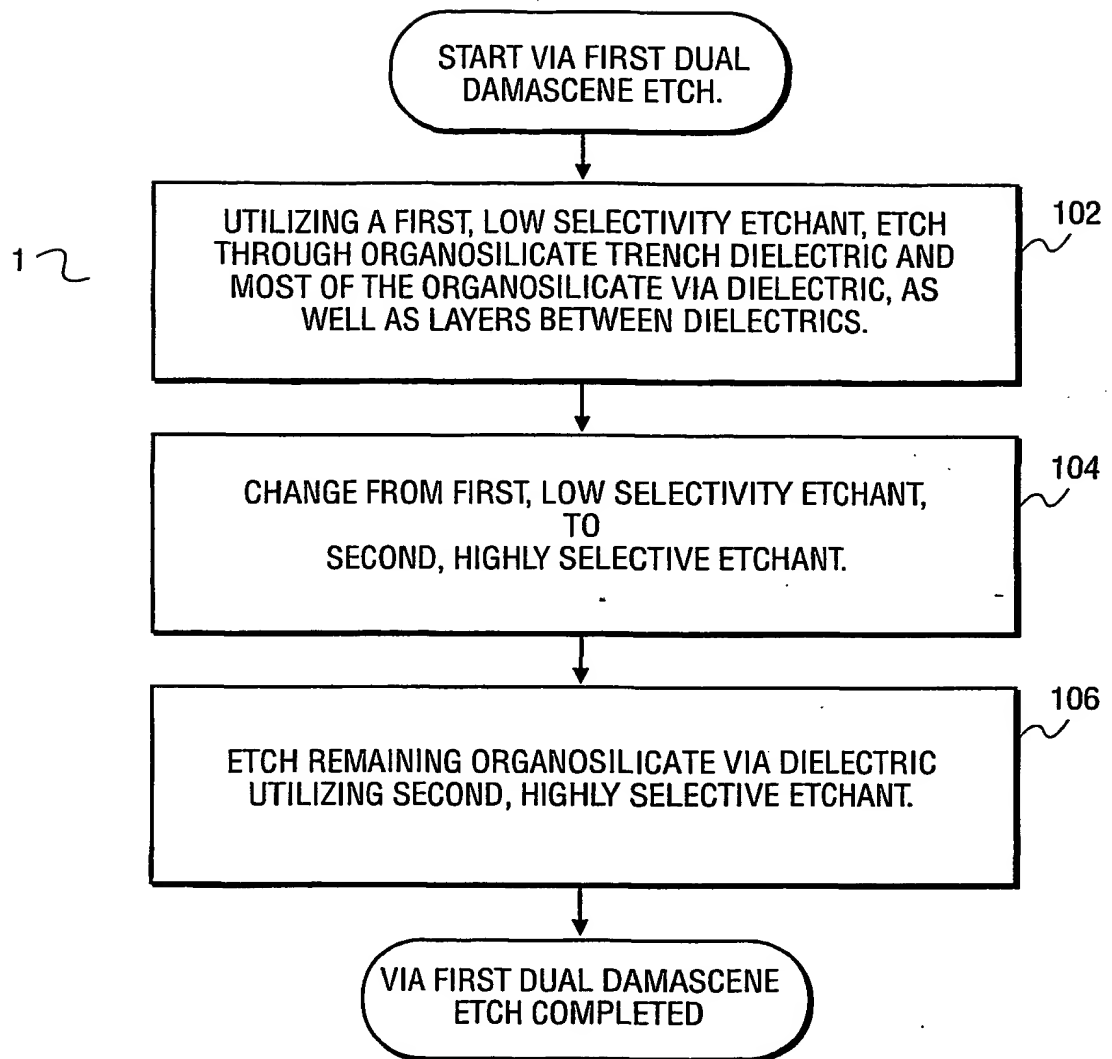 START VIA FIRST DUAL
DAMASCENE ETCH.
1
102
UTILIZING A FIRST, LOW SELECTIVITY ETCHANT, ETCH
THROUGH ORGANOSILICATE TRENCH DIELECTRIC AND
MOST OF THE ORGANOSILICATE VIA DIELECTRIC, AS
WELL AS LAYERS BETWEEN DIELECTRICS.
104
CHANGE FROM FIRST, LOW SELECTIVITY ETCHANT,
TO
SECOND, HIGHLY SELECTIVE ETCHANT.
106
ETCH REMAINING ORGANOSILICATE VIA DIELECTRIC
UTILIZING SECOND, HIGHLY SELECTIVE ETCHANT.
VIA FIRST DUAL DAMASCENE
ETCH COMPLETED